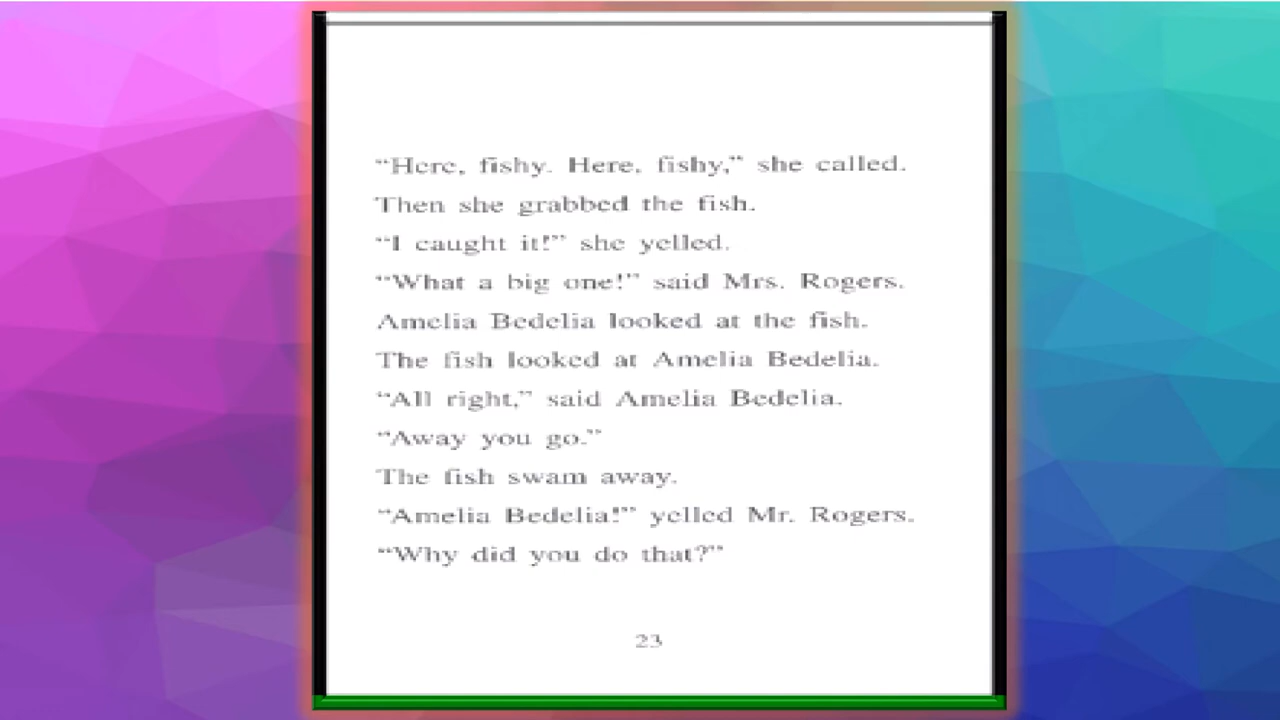 “Here, fishy. Here, fishy,” she called.
Then she grabbed the fish.
“I caught it!” she yelled.
“What a big one!” said Mrs. Rogers.
Amelia Bedelia looked at the fish.
The fish looked at Amelia Bedelia.
“All right,” said Amelia Bedelia.
“Away you go.”
The fish swam away.
“Amelia Bedelia!” yelled Mr. Rogers.
“Why did you do that?”
23